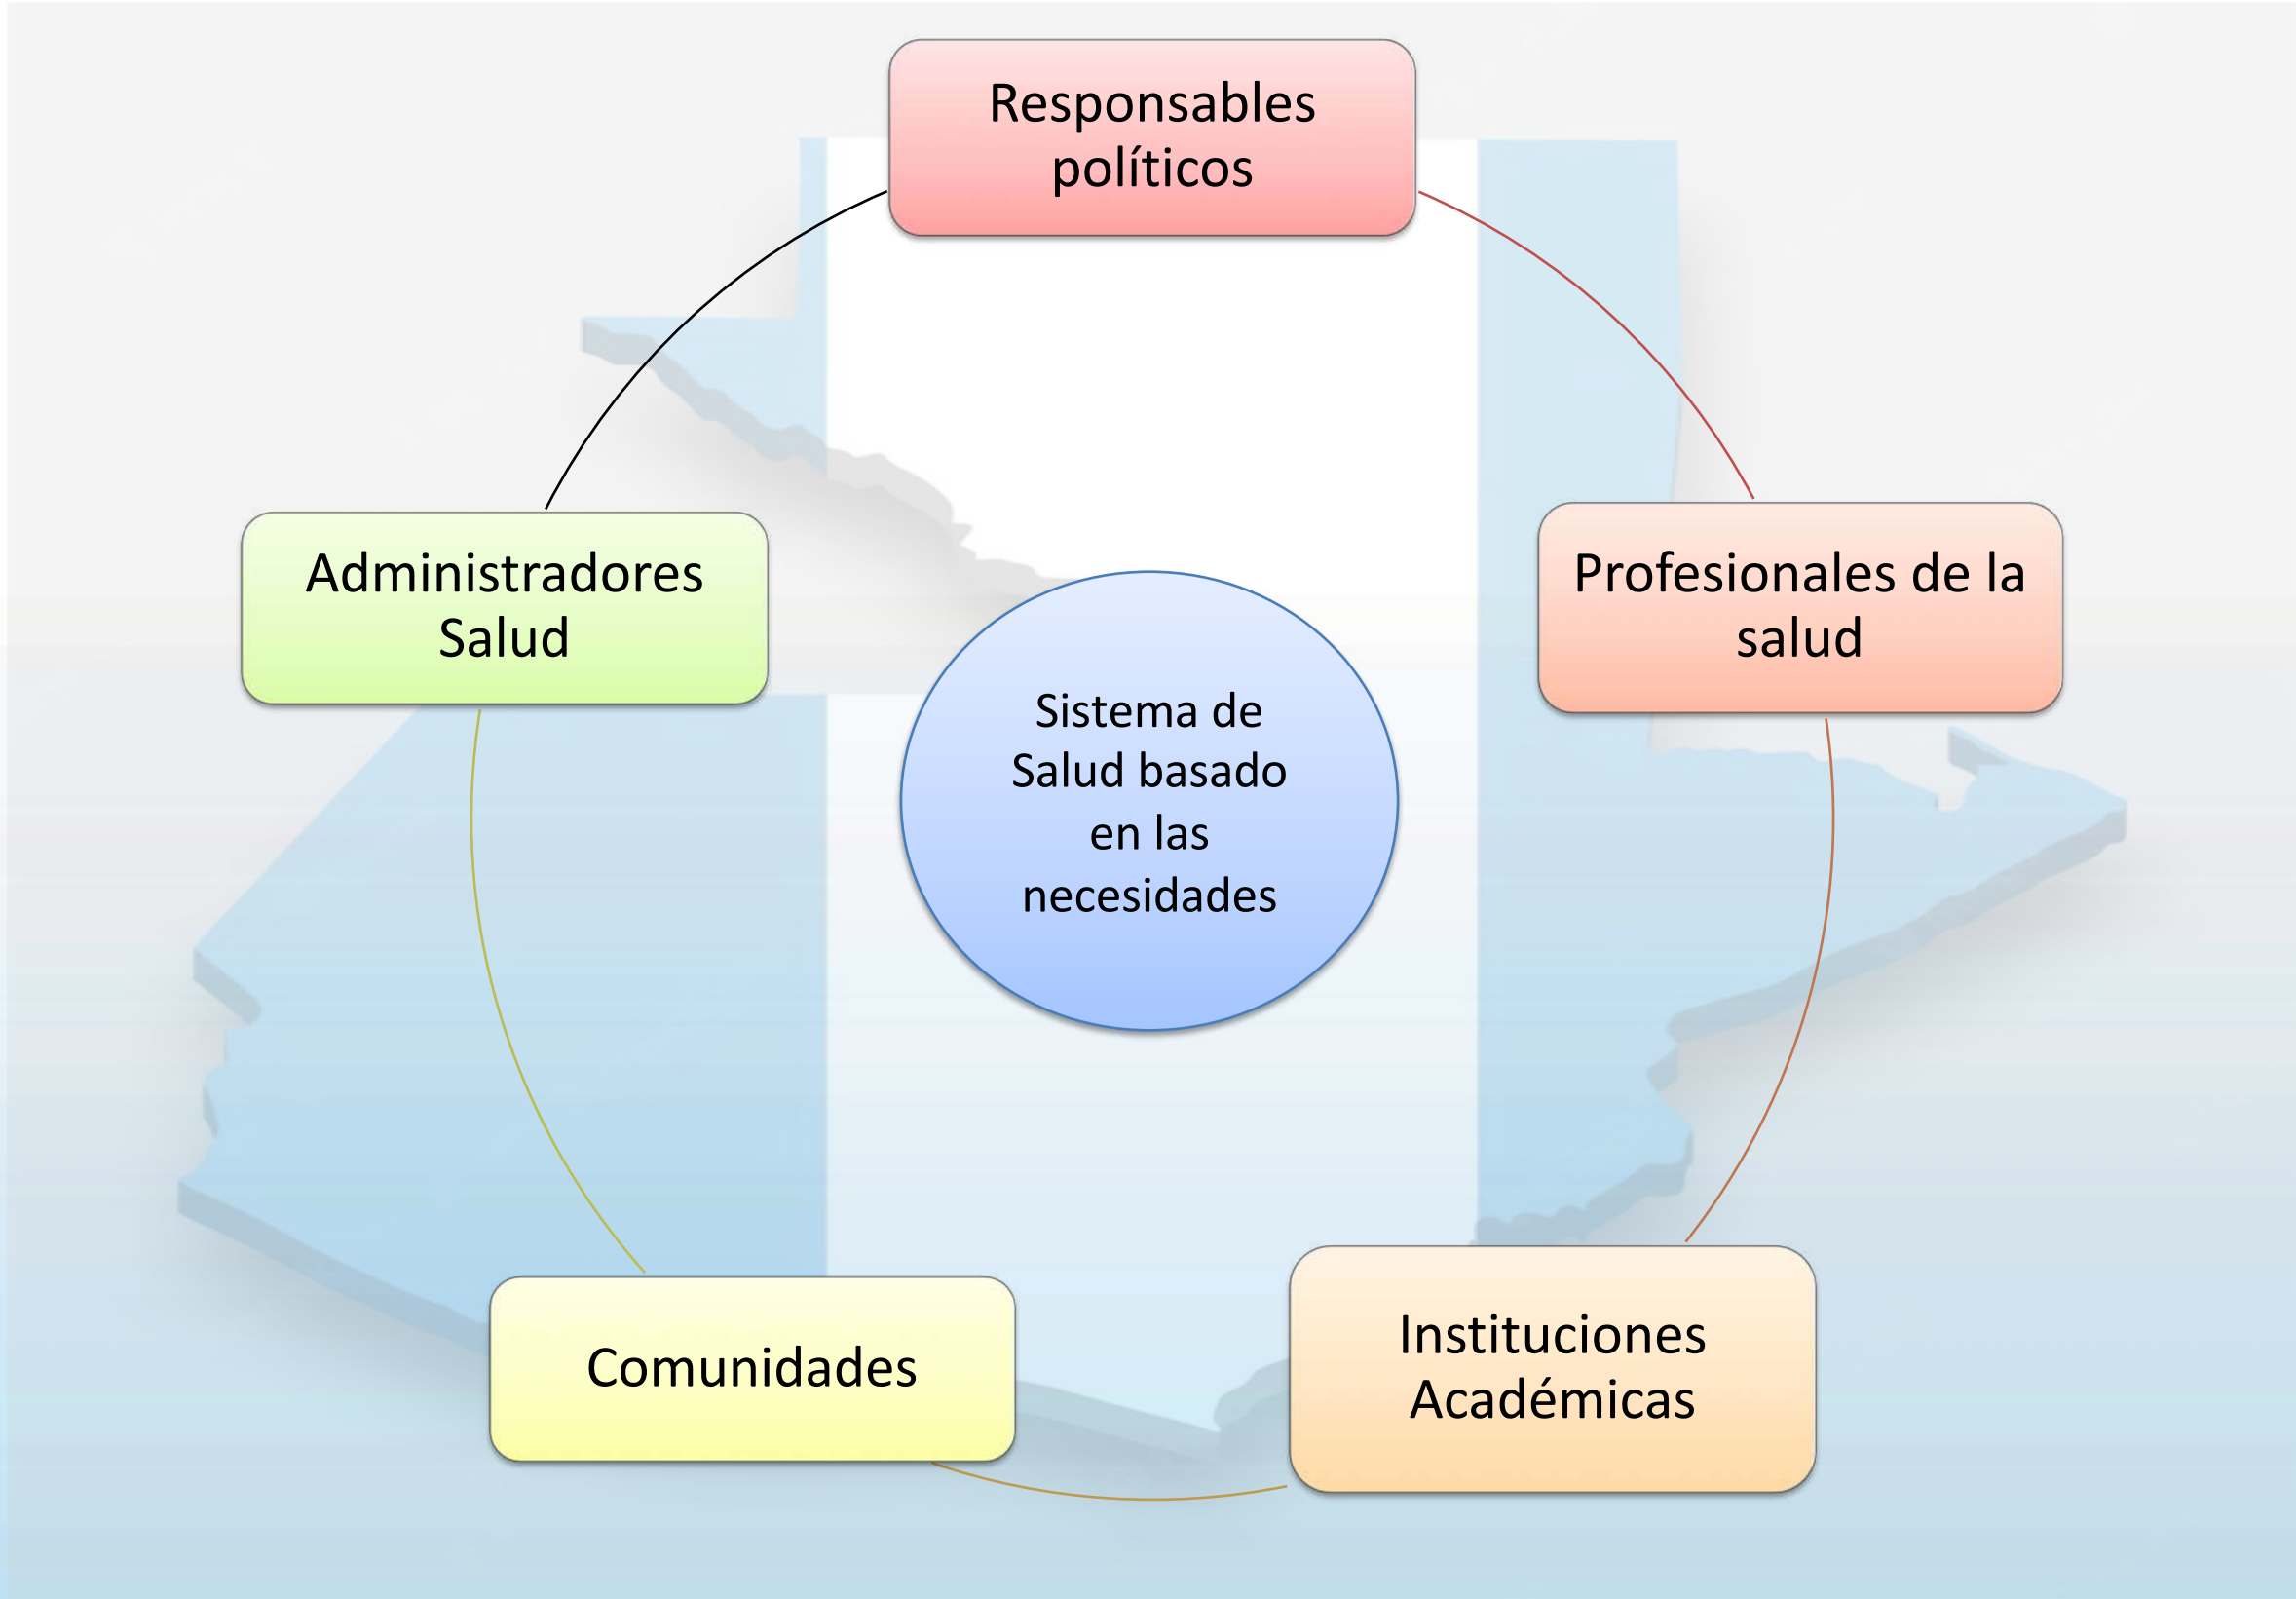 Responsables
políticos
Administradores
Salud
Profesionales de la
salud
Sistema de
Salud basado
en las
necesidades
Comunidades
Instituciones
Académicas